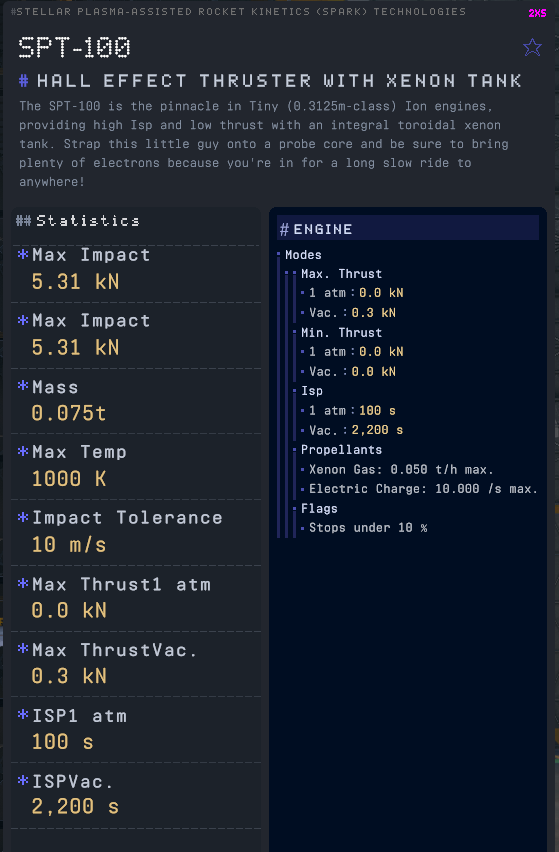 #STELLAR PLASMA-ASSISTED ROCKET KINETICS (SPARK) TECHNOLOGIES
2XS
SPT-100
# HALL EFFECT THRUSTER WITH XENON TANK
The SPT-100 is the pinnacle in Tiny (0.3125m-class) Ion engines,
providing high Isp and low thrust with an integral toroidal xenon
tank. Strap this little guy onto a probe core and be sure to bring
plenty of electrons because you're in for a long slow ride to
anywhere!
## Statistics
*Max Impact
5.31 kN
*Max Impact
5.31 kN
*Mass
0.075t
*Max Temp
1000 K
*Impact Tolerance
10 m/s
*Max Thrust1 atm
0.0 kN
*Max ThrustVac.
0.3 kN
*ISP1 atm
100 s
*ISPVac.
2,200 s
# ENGINE
Modes
Max. Thrust
1 atm:0.0 kN
Vac.:0.3 kN
Min. Thrust
1 atm:0.0 kN
Vac.:0.0 kN
Isp
1 atm:100 s
Vac.:2,200 s
Propellants
Xenon Gas: 0.050 t/h max.
Electric Charge: 10.000 /s max.
Flags
Stops under 10 %